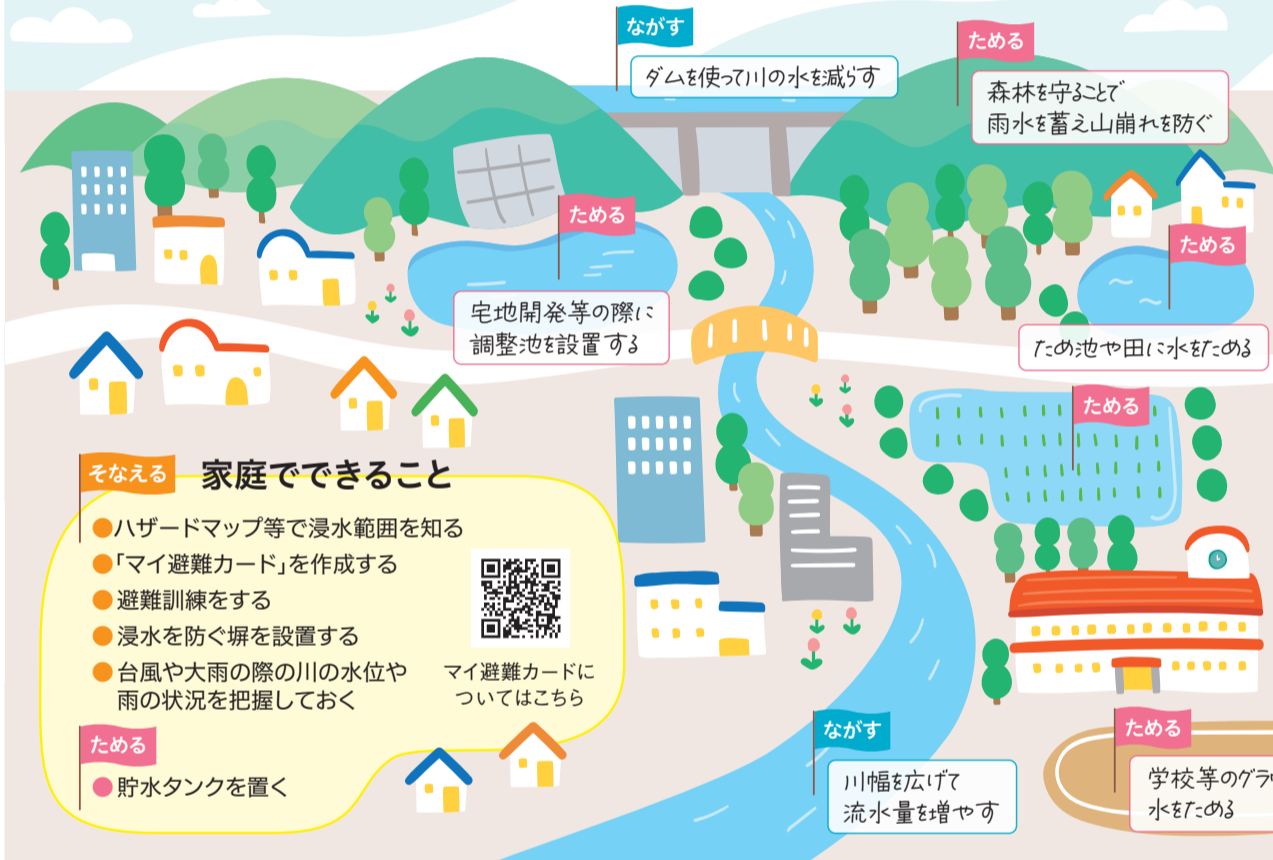 ながす
ダムを使って川の水を減らす
ためる
森林を守ることで
雨水を蓄え山崩れを防ぐ
ためる
宅地開発等の際に
調整池を設置する
ためる
ため池や田に水をためる
ためる
そなえる
家庭でできること
●ハザードマップ等で浸水範囲を知る
●「マイ避難カード」を作成する
●避難訓練をする
●浸水を防ぐ塀を設置する
●台風や大雨の際の川の水位や
雨の状況を把握しておく
マイ避難カードに
ついてはこちら
ためる
●貯水タンクを置く
ながす
川幅を広げて
流水量を増やす
ためる
学校等のグラ
水をためる